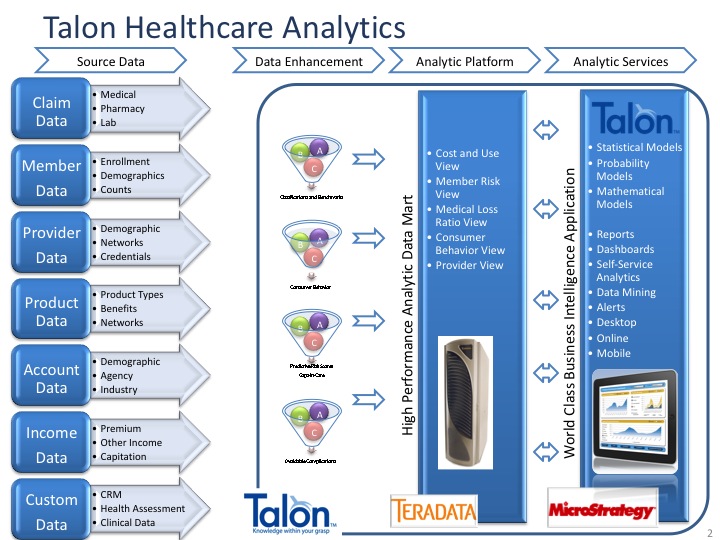 Talon Healthcare Analytics
Source Data
Data Enhancement
Analytic Platform
Analytic Services
Claim
Data
• Medical
• Pharmacy
• Lab
Member
Data
• Enrollment
• Demographics
• Counts
Provider
Data
• Demographic
• Networks
• Credentials
Product
Data
• Product Types
• Benefits
• Networks
Account
Data
• Demographic
• Agency
• Industry
Income
Data
• Premium
• Other Income
• Capitation
Custom
Data
• CRM
• Health Assessment
• Clinical Data
B A
C
Classifications and Benchmarks
B A
C
Consumer Behavior
B A
C
Predictive Risk Scores
Gaps-in-Care
B A
C
Avoidable Complications
Talon™
Knowledge within your grasp
High Performance Analytic Data Mart
• Cost and Use
View
• Member Risk
View
• Medical Loss
Ratio View
• Consumer
Behavior View
• Provider View
TERADATA
World Class Business Intelligence Application
Talon™
• Statistical Models
• Probability
Models
• Mathematical
Models
• Reports
• Dashboards
• Self-Service
Analytics
• Data Mining
• Alerts
• Desktop
• Online
• Mobile
MicroStrategy
2